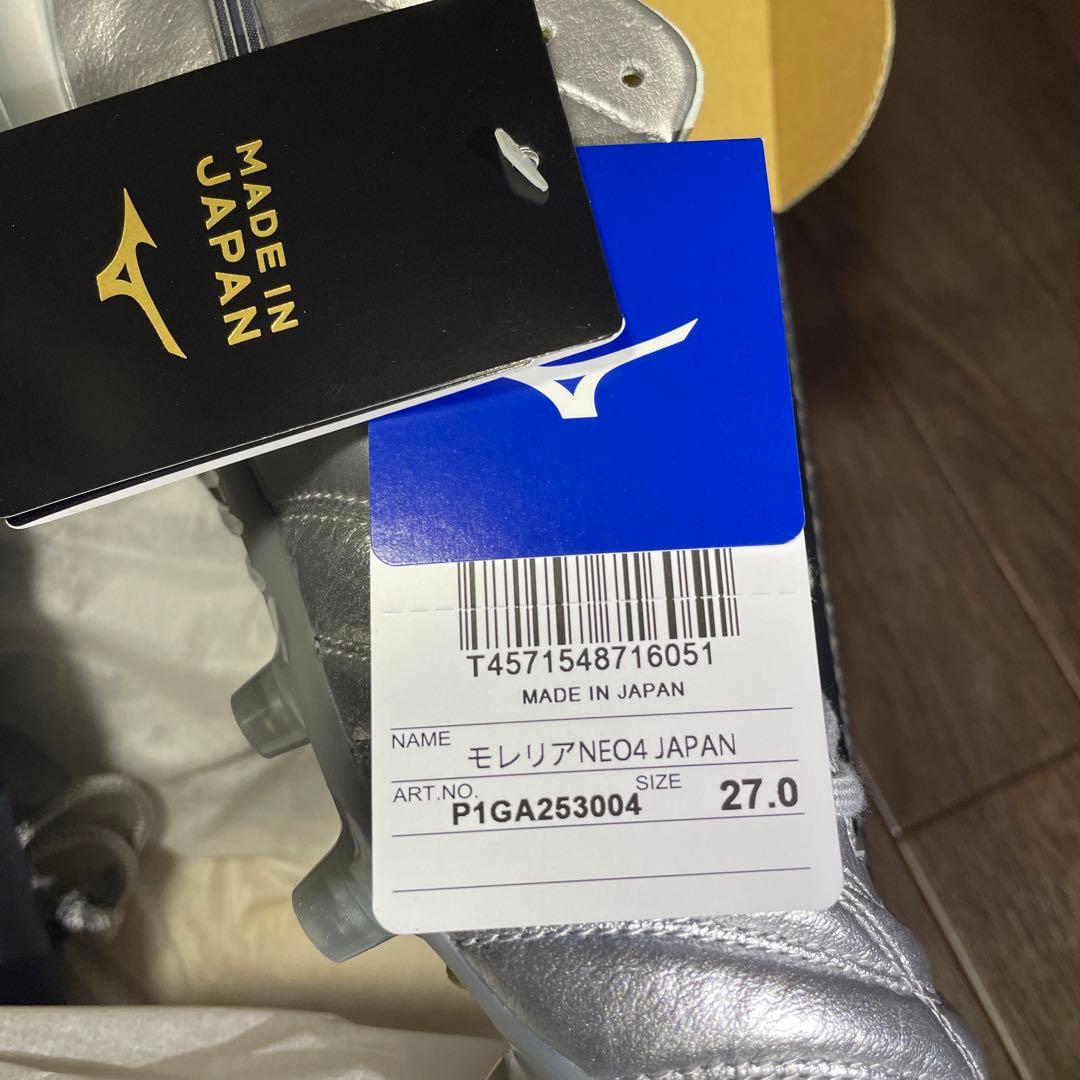 MADE IN
JAPAN
T4571548716051
MADE IN JAPAN
NAME モレリアNEO4 JAPAN
ART.NO. P1GA253004 SIZE 27.0